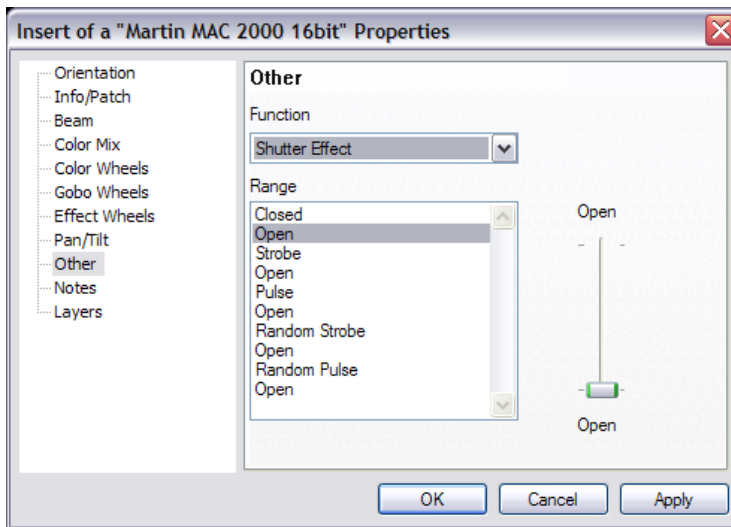 Insert of a "Martin MAC 2000 16bit" Properties
Orientation
Info/Patch
Beam
Color Mix
Color Wheels
Gobo Wheels
Effect Wheels
Pan/Tilt
Other
Notes
Layers
Other
Function
Shutter Effect
Range
Closed
Open
Strobe
Open
Pulse
Open
Random Strobe
Open
Random Pulse
Open
Open
Open
OK
Cancel
Apply